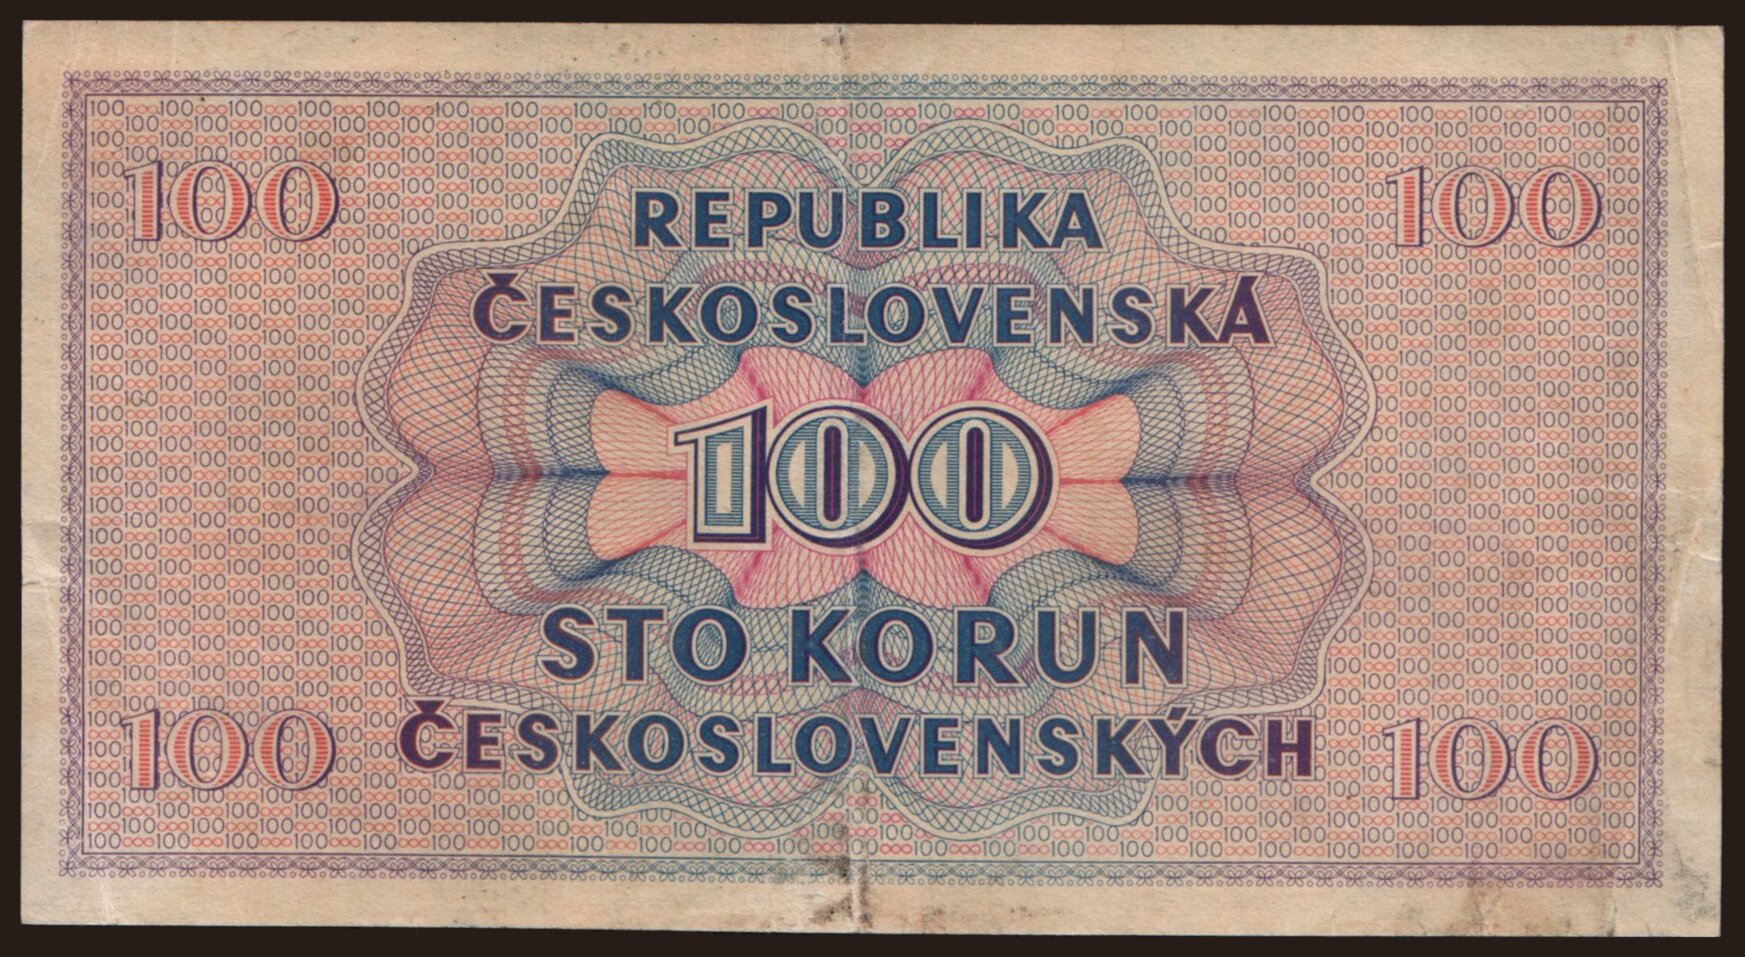 100 100
REPUBLIKA
ČESKOSLOVENSKÁ
100
STO KORUN
ČESKOSLOVENSKÝCH
100 100